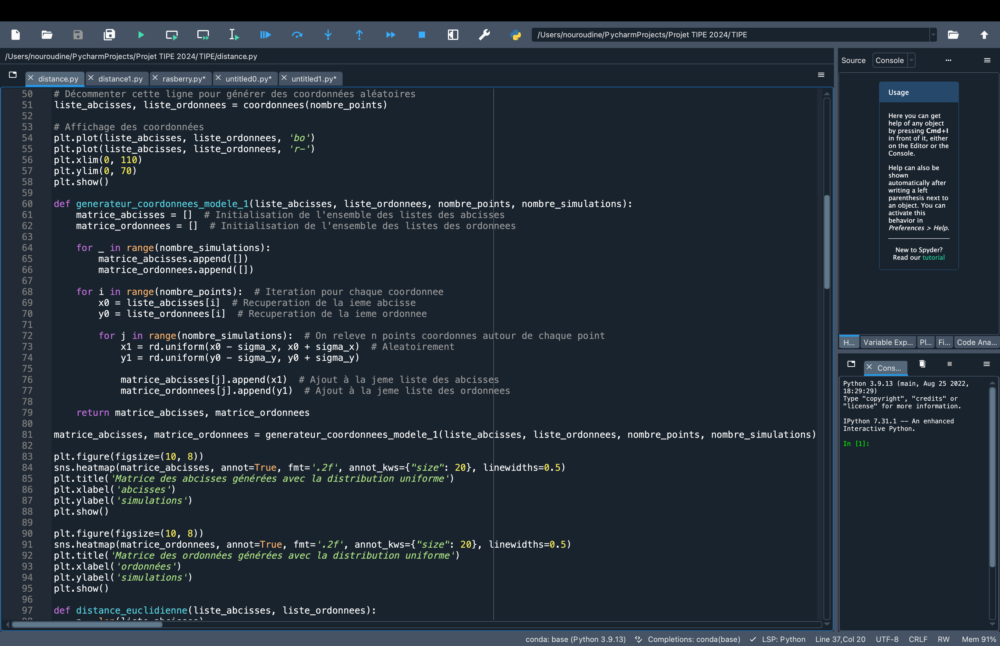 /Users/nouroudine/PycharmProjects/Projet TIPE 2024/TIPE
/Users/nouroudine/PycharmProjects/Projet TIPE 2024/TIPE/distance.py
distance.py distance1.py rasberry.py* untitled0.py* untitled1.py*
50 # Décommenter cette ligne pour générer des coordonnées aléatoires
51 liste_abcisses, liste_ordonnees = coordonnees(nombre_points)
52
53 # Affichage des coordonnées
54 plt.plot(liste_abcisses, liste_ordonnees, 'bo')
55 plt.plot(liste_abcisses, liste_ordonnees, 'r-')
56 plt.xlim(0, 110)
57 plt.ylim(0, 70)
58 plt.show()
59
60 def generateur_coordonnees_modele_1(liste_abcisses, liste_ordonnees, nombre_points, nombre_simulations):
61     matrice_abcisses = []  # Initialisation de l'ensemble des listes des abcisses
62     matrice_ordonnees = []  # Initialisation de l'ensemble des listes des ordonnees
63
64     for _ in range(nombre_simulations):
65         matrice_abcisses.append([])
66         matrice_ordonnees.append([])
67
68     for i in range(nombre_points):  # Iteration pour chaque coordonnee
69         x0 = liste_abcisses[i]  # Recuperation de la ieme abcisse
70         y0 = liste_ordonnees[i]  # Recuperation de la ieme ordonnee
71
72         for j in range(nombre_simulations):  # On releve n points coordonnes autour de chaque point
73             x1 = rd.uniform(x0 - sigma_x, x0 + sigma_x)  # Aleatoirement
74             y1 = rd.uniform(y0 - sigma_y, y0 + sigma_y)
75
76             matrice_abcisses[j].append(x1)  # Ajout à la jeme liste des abcisses
77             matrice_ordonnees[j].append(y1)  # Ajout à la jeme liste des ordonnees
78
79     return matrice_abcisses, matrice_ordonnees
80
81 matrice_abcisses, matrice_ordonnees = generateur_coordonnees_modele_1(liste_abcisses, liste_ordonnees, nombre_points, nombre_simulations)
82
83 plt.figure(figsize=(10, 8))
84 sns.heatmap(matrice_abcisses, annot=True, fmt='.2f', annot_kws={"size": 20}, linewidths=0.5)
85 plt.title('Matrice des abcisses générées avec la distribution uniforme')
86 plt.xlabel('abcisses')
87 plt.ylabel('simulations')
88 plt.show()
89
90 plt.figure(figsize=(10, 8))
91 sns.heatmap(matrice_ordonnees, annot=True, fmt='.2f', annot_kws={"size": 20}, linewidths=0.5)
92 plt.title('Matrice des ordonnées générées avec la distribution uniforme')
93 plt.xlabel('ordonnées')
94 plt.ylabel('simulations')
95 plt.show()
96
97 def distance_euclidienne(liste_abcisses, liste_ordonnees):
Source Console
Usage
Here you can get
help of any object
by pressing Cmd+I
in front of it, either
on the Editor or the
Console.
Help can also be
shown
automatically after
writing a left
parenthesis next to
an object. You can
activate this
behavior in
Preferences > Help.
New to Spyder?
Read our tutorial
H... Variable Exp... Pl... Fi... Code Ana...
Cons...
Python 3.9.13 (main, Aug 25 2022,
18:29:29)
Type "copyright", "credits" or
"license" for more information.
IPython 7.31.1 -- An enhanced
Interactive Python.
In [1]:
conda: base (Python 3.9.13) Completions: conda(base) LSP: Python Line 37,Col 20 UTF-8 CRLF RW Mem 91%